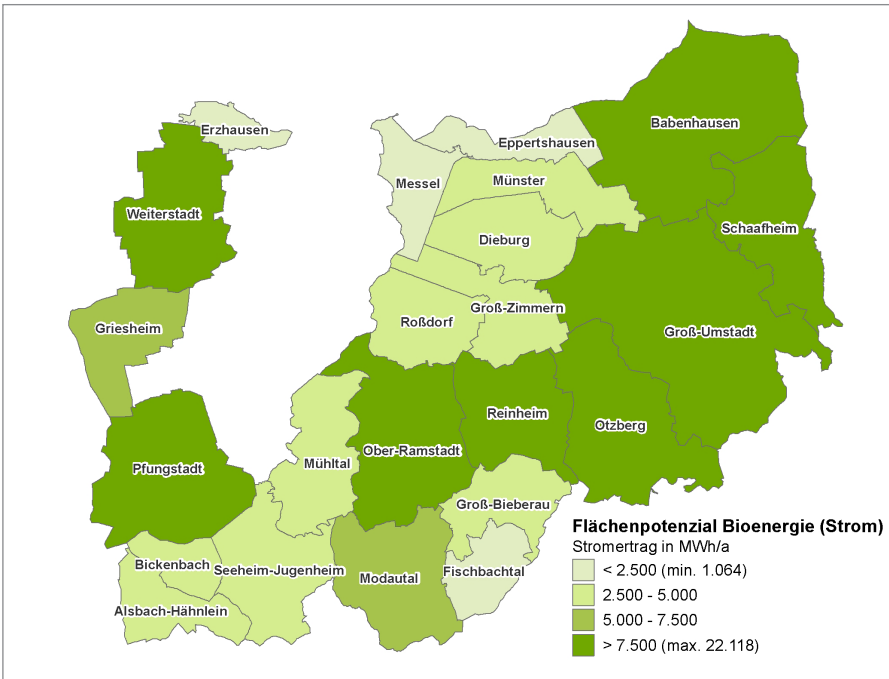 Erzhausen
Eppertshausen
Babenhausen
Messel
Münster
Weiterstadt
Schaafheim
Dieburg
Groß-Zimmern
Roßdorf
Griesheim
Groß-Umstadt
Reinheim
Otzberg
Ober-Ramstadt
Mühltal
Pfungstadt
Groß-Bieberau
Bickenbach
Seeheim-Jugenheim
Modautal
Fischbachtal
Alsbach-Hähnlein
Flächenpotenzial Bioenergie (Strom)
Stromertrag in MWh/a
< 2.500 (min. 1.064)
2.500 - 5.000
5.000 - 7.500
> 7.500 (max. 22.118)